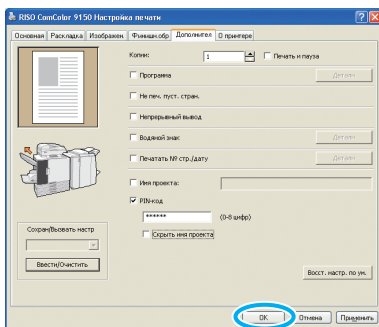 RISO ComColor 9150 Настройка печати
Основная Раскладка Изображен. Финишн.обр Дополнител О принтере
Копии: 1 Печать и пауза
Программа Детали
Не печ. пуст. стран.
Непрерывный вывод
Водяной знак Детали
Печатать № стр./дату Детали
Имя проекта:
PIN-код
****** (0-8 цифр)
Скрыть имя проекта
Сохран/Вызвать настр
Ввести/Очистить
Восст. настр. по ум.
OK Отмена Применить